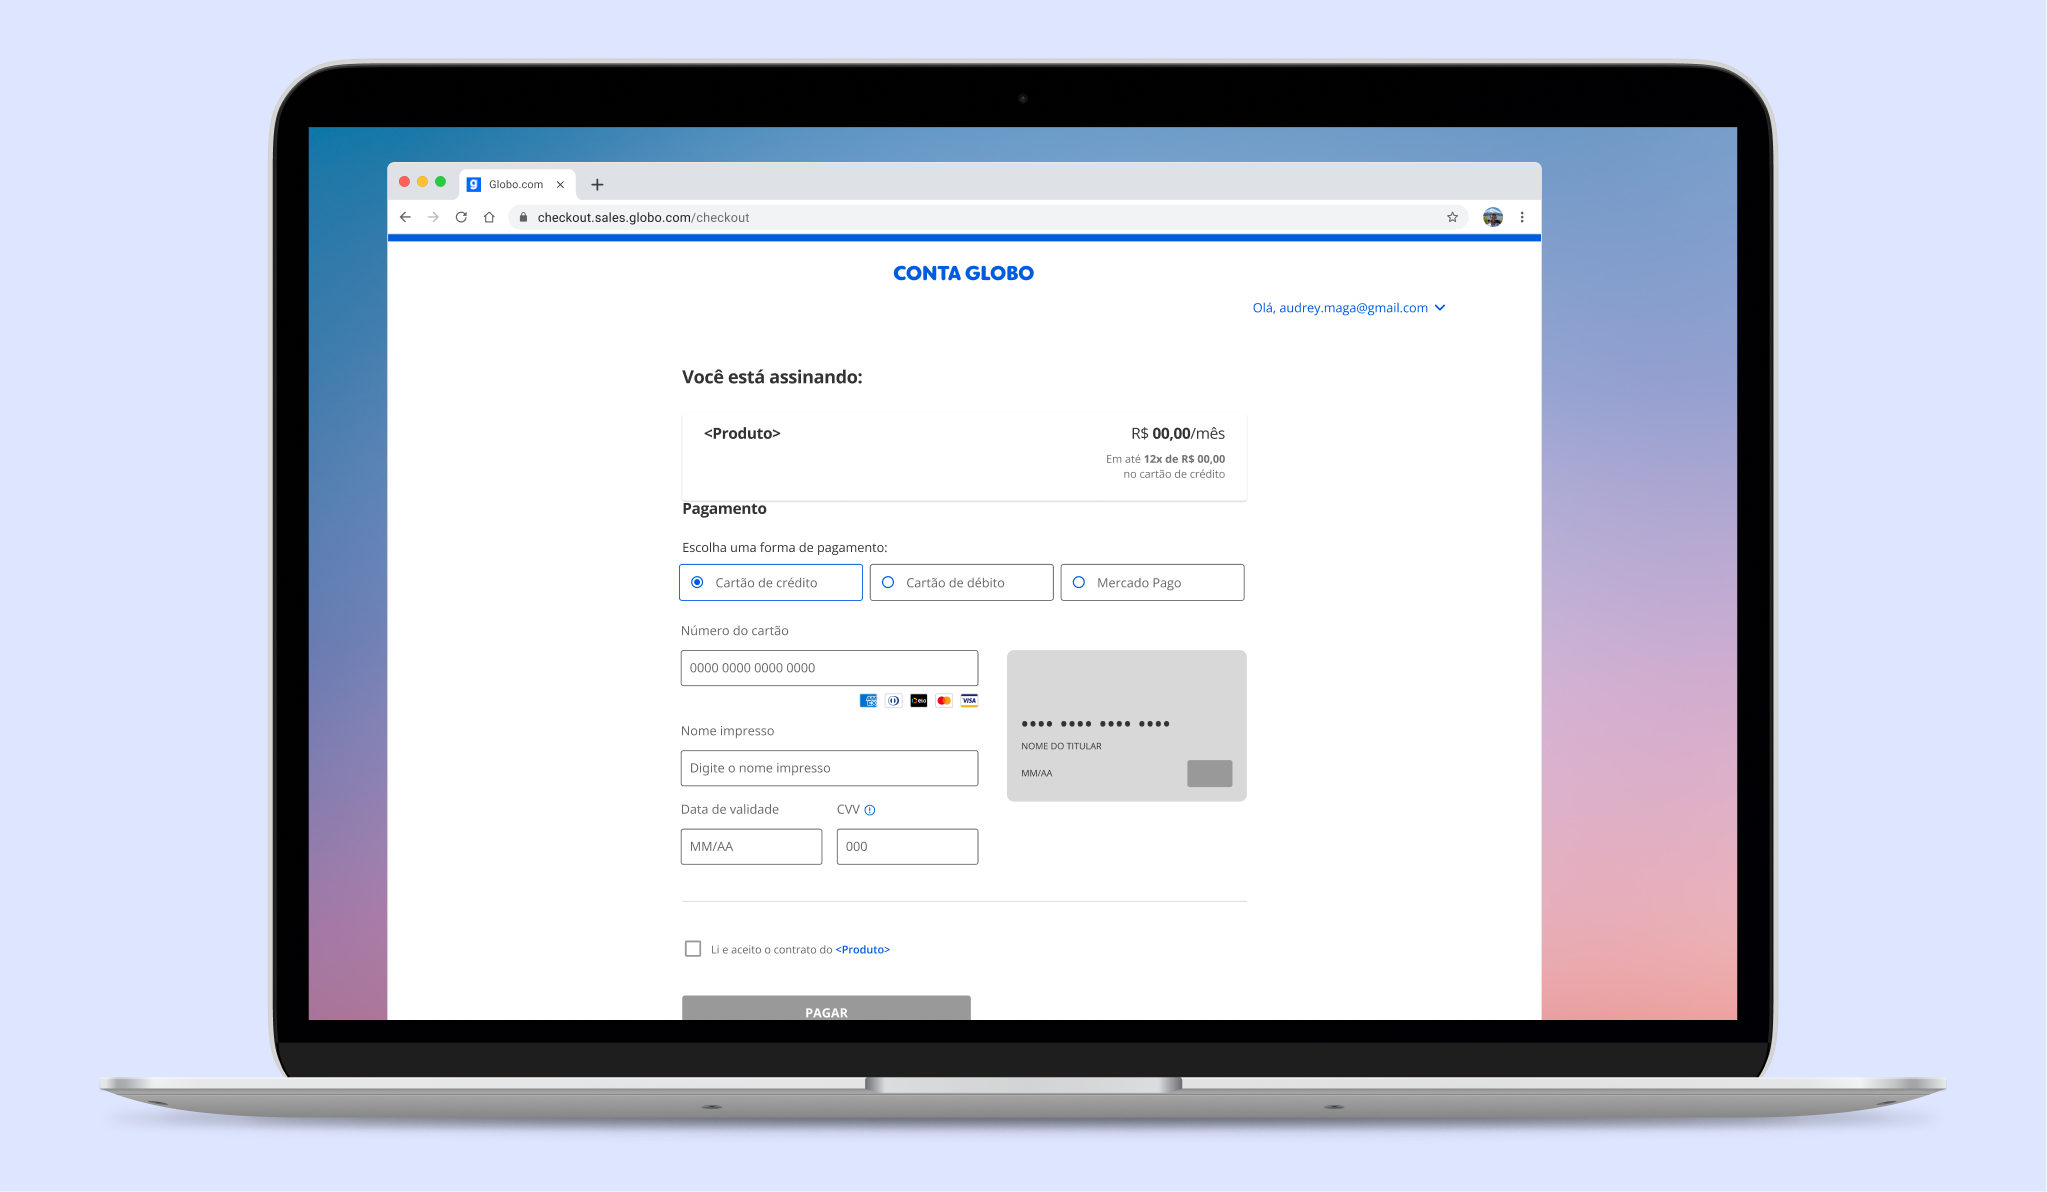 Globo.com
checkout.sales.globo.com/checkout
CONTA GLOBO
Olá, audrey.maga@gmail.com
Você está assinando:
<Produto>
R$ 00,00/mês
Em até 12x de R$ 00,00
no cartão de crédito
Pagamento
Escolha uma forma de pagamento:
Cartão de crédito
Cartão de débito
Mercado Pago
Número do cartão
0000 0000 0000 0000
elo
VISA
•••• •••• •••• ••••
NOME DO TITULAR
MM/AA
Nome impresso
Digite o nome impresso
Data de validade
CVV
MM/AA
000
Li e aceito o contrato do <Produto>
PAGAR